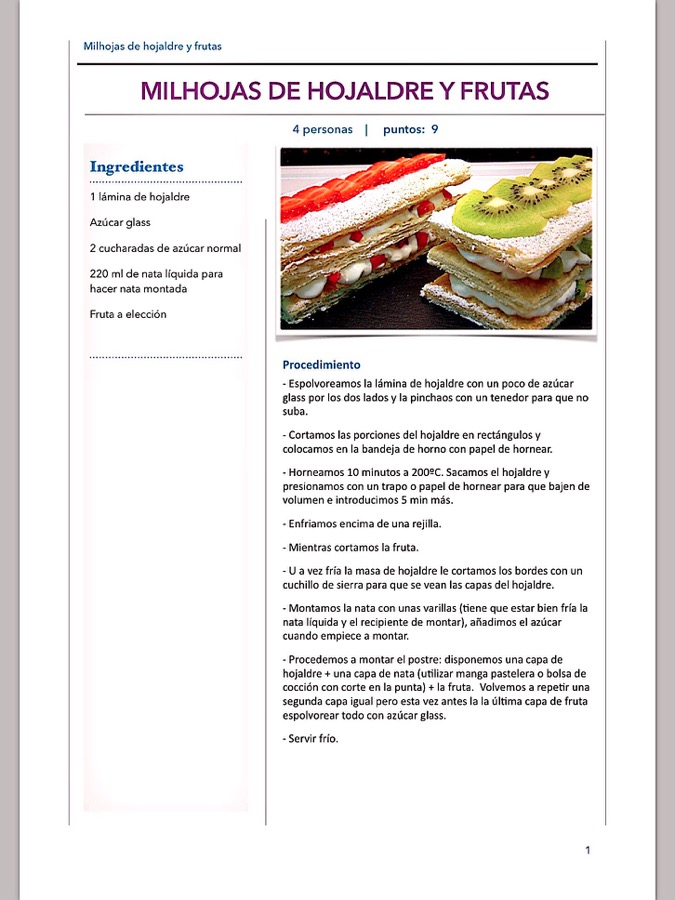 Milhojas de hojaldre y frutas
MILHOJAS DE HOJALDRE Y FRUTAS
4 personas | puntos: 9
Ingredientes
1 lámina de hojaldre
Azúcar glass
2 cucharadas de azúcar normal
220 ml de nata líquida para
hacer nata montada
Fruta a elección
Procedimiento
- Espolvoreamos la lámina de hojaldre con un poco de azúcar
glass por los dos lados y la pinchaos con un tenedor para que no
suba.
- Cortamos las porciones del hojaldre en rectángulos y
colocamos en la bandeja de horno con papel de hornear.
- Horneamos 10 minutos a 200ºC. Sacamos el hojaldre y
presionamos con un trapo o papel de hornear para que bajen de
volumen e introducimos 5 min más.
- Enfriamos encima de una rejilla.
- Mientras cortamos la fruta.
- U a vez fría la masa de hojaldre le cortamos los bordes con un
cuchillo de sierra para que se vean las capas del hojaldre.
- Montamos la nata con unas varillas (tiene que estar bien fría la
nata líquida y el recipiente de montar), añadimos el azúcar
cuando empiece a montar.
- Procedemos a montar el postre: disponemos una capa de
hojaldre + una capa de nata (utilizar manga pastelera o bolsa de
cocción con corte en la punta) + la fruta. Volvemos a repetir una
segunda capa igual pero esta vez antes la la última capa de fruta
espolvorear todo con azúcar glass.
- Servir frío.
1